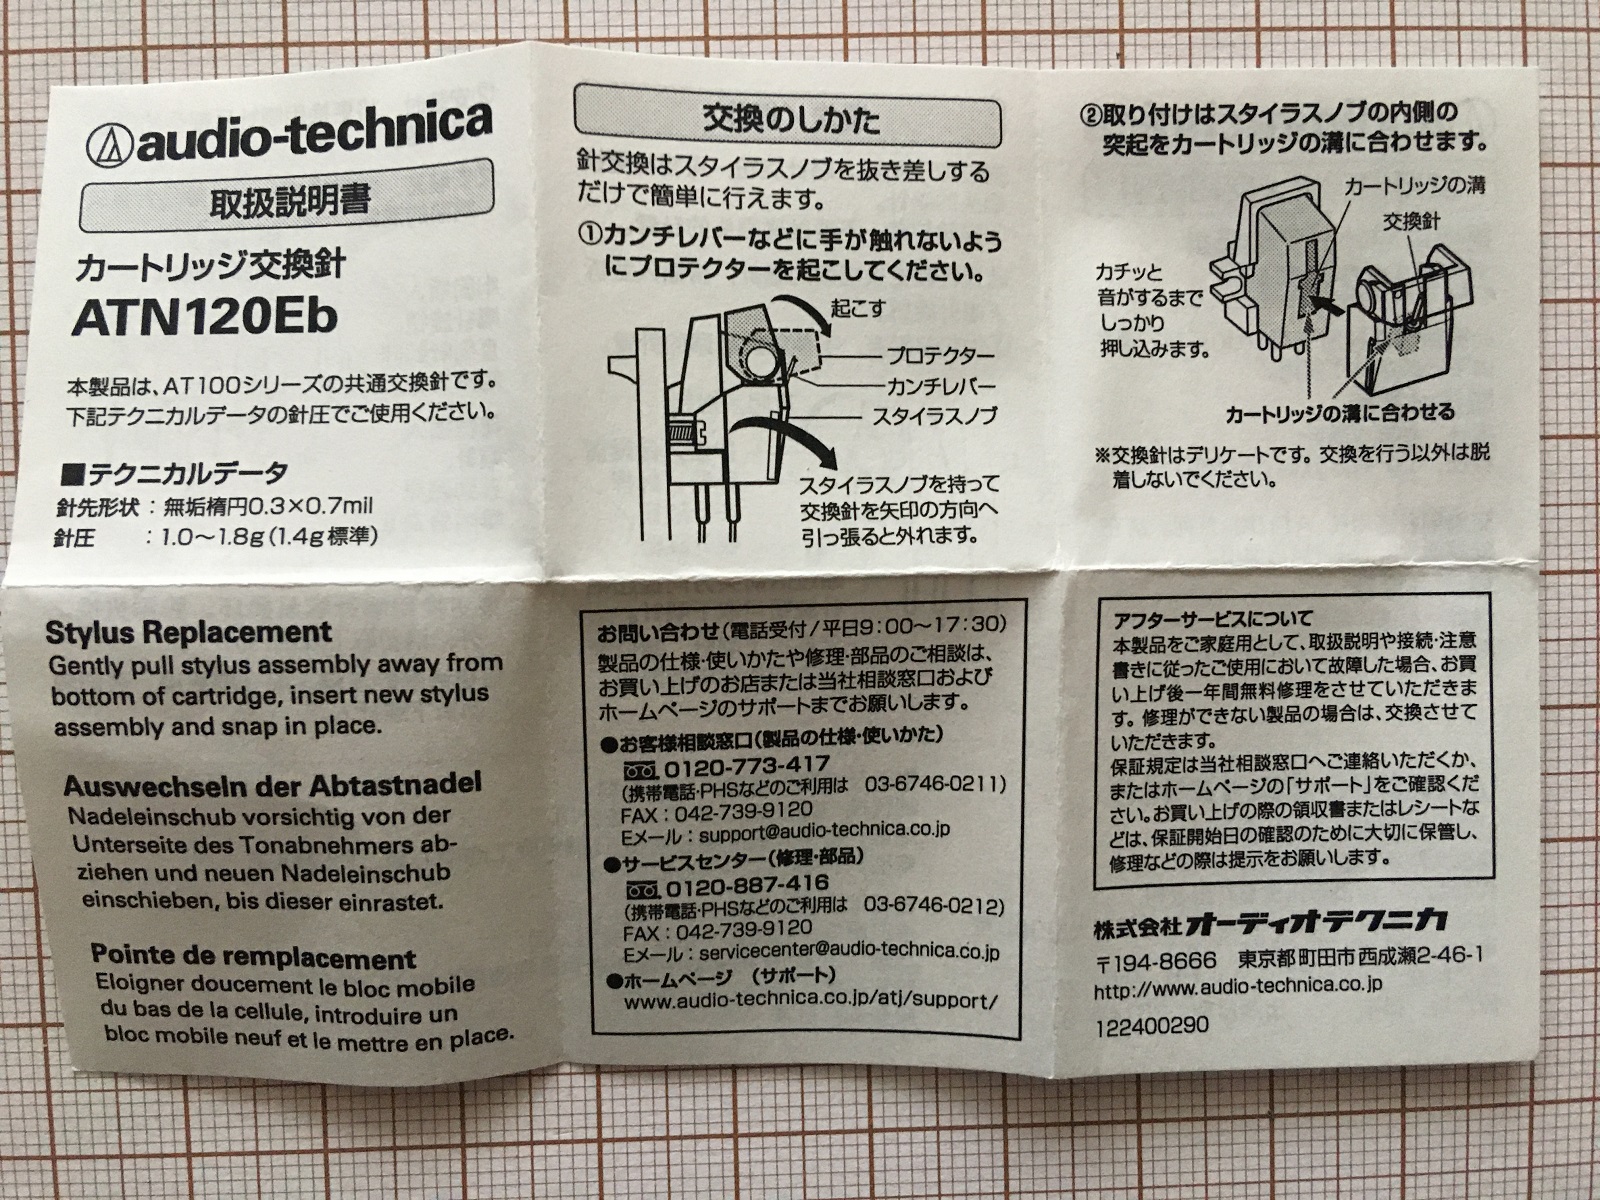 audio-technica
取扱説明書
カートリッジ交換針
ATN120Eb
本製品は、AT100シリーズの共通交換針です。
下記テクニカルデータの針圧でご使用ください。
■テクニカルデータ
針先形状：無垢楕円0.3×0.7mil
針圧　　：1.0〜1.8g(1.4g標準)
交換のしかた
針交換はスタイラスノブを抜き差しする
だけで簡単に行えます。
①カンチレバーなどに手が触れないよう
にプロテクターを起こしてください。
起こす
プロテクター
カンチレバー
スタイラスノブ
スタイラスノブを持って
交換針を矢印の方向へ
引っ張ると外れます。
②取り付けはスタイラスノブの内側の
突起をカートリッジの溝に合わせます。
カートリッジの溝
交換針
カチッと
音がするまで
しっかり
押し込みます。
カートリッジの溝に合わせる
※交換針はデリケートです。交換を行う以外は脱
着しないでください。
Stylus Replacement
Gently pull stylus assembly away from
bottom of cartridge, insert new stylus
assembly and snap in place.
Auswechseln der Abtastnadel
Nadeleinschub vorsichtig von der
Unterseite des Tonabnehmers ab-
ziehen und neuen Nadeleinschub
einschieben, bis dieser einrastet.
Pointe de remplacement
Eloigner doucement le bloc mobile
du bas de la cellule, introduire un
bloc mobile neuf et le mettre en place.
お問い合わせ(電話受付/平日9：00〜17：30)
製品の仕様・使いかたや修理・部品のご相談は、
お買い上げのお店または当社相談窓口および
ホームページのサポートまでお願いします。
●お客様相談窓口(製品の仕様・使いかた)
0120-773-417
(携帯電話・PHSなどのご利用は　03-6746-0211)
FAX：042-739-9120
Eメール：support@audio-technica.co.jp
●サービスセンター(修理・部品)
0120-887-416
(携帯電話・PHSなどのご利用は　03-6746-0212)
FAX：042-739-9120
Eメール：servicecenter@audio-technica.co.jp
●ホームページ　(サポート)
www.audio-technica.co.jp/atj/support/
アフターサービスについて
本製品をご家庭用として、取扱説明や接続・注意
書きに従ったご使用において故障した場合、お買
い上げ後一年間無料修理をさせていただきま
す。修理ができない製品の場合は、交換させて
いただきます。
保証規定は当社相談窓口へご連絡いただくか、
またはホームページの「サポート」をご確認くだ
さい。お買い上げの際の領収書またはレシートな
どは、保証開始日の確認のために大切に保管し、
修理などの際は提示をお願いします。
株式会社オーディオテクニカ
〒194-8666　東京都町田市西成瀬2-46-1
http://www.audio-technica.co.jp
122400290